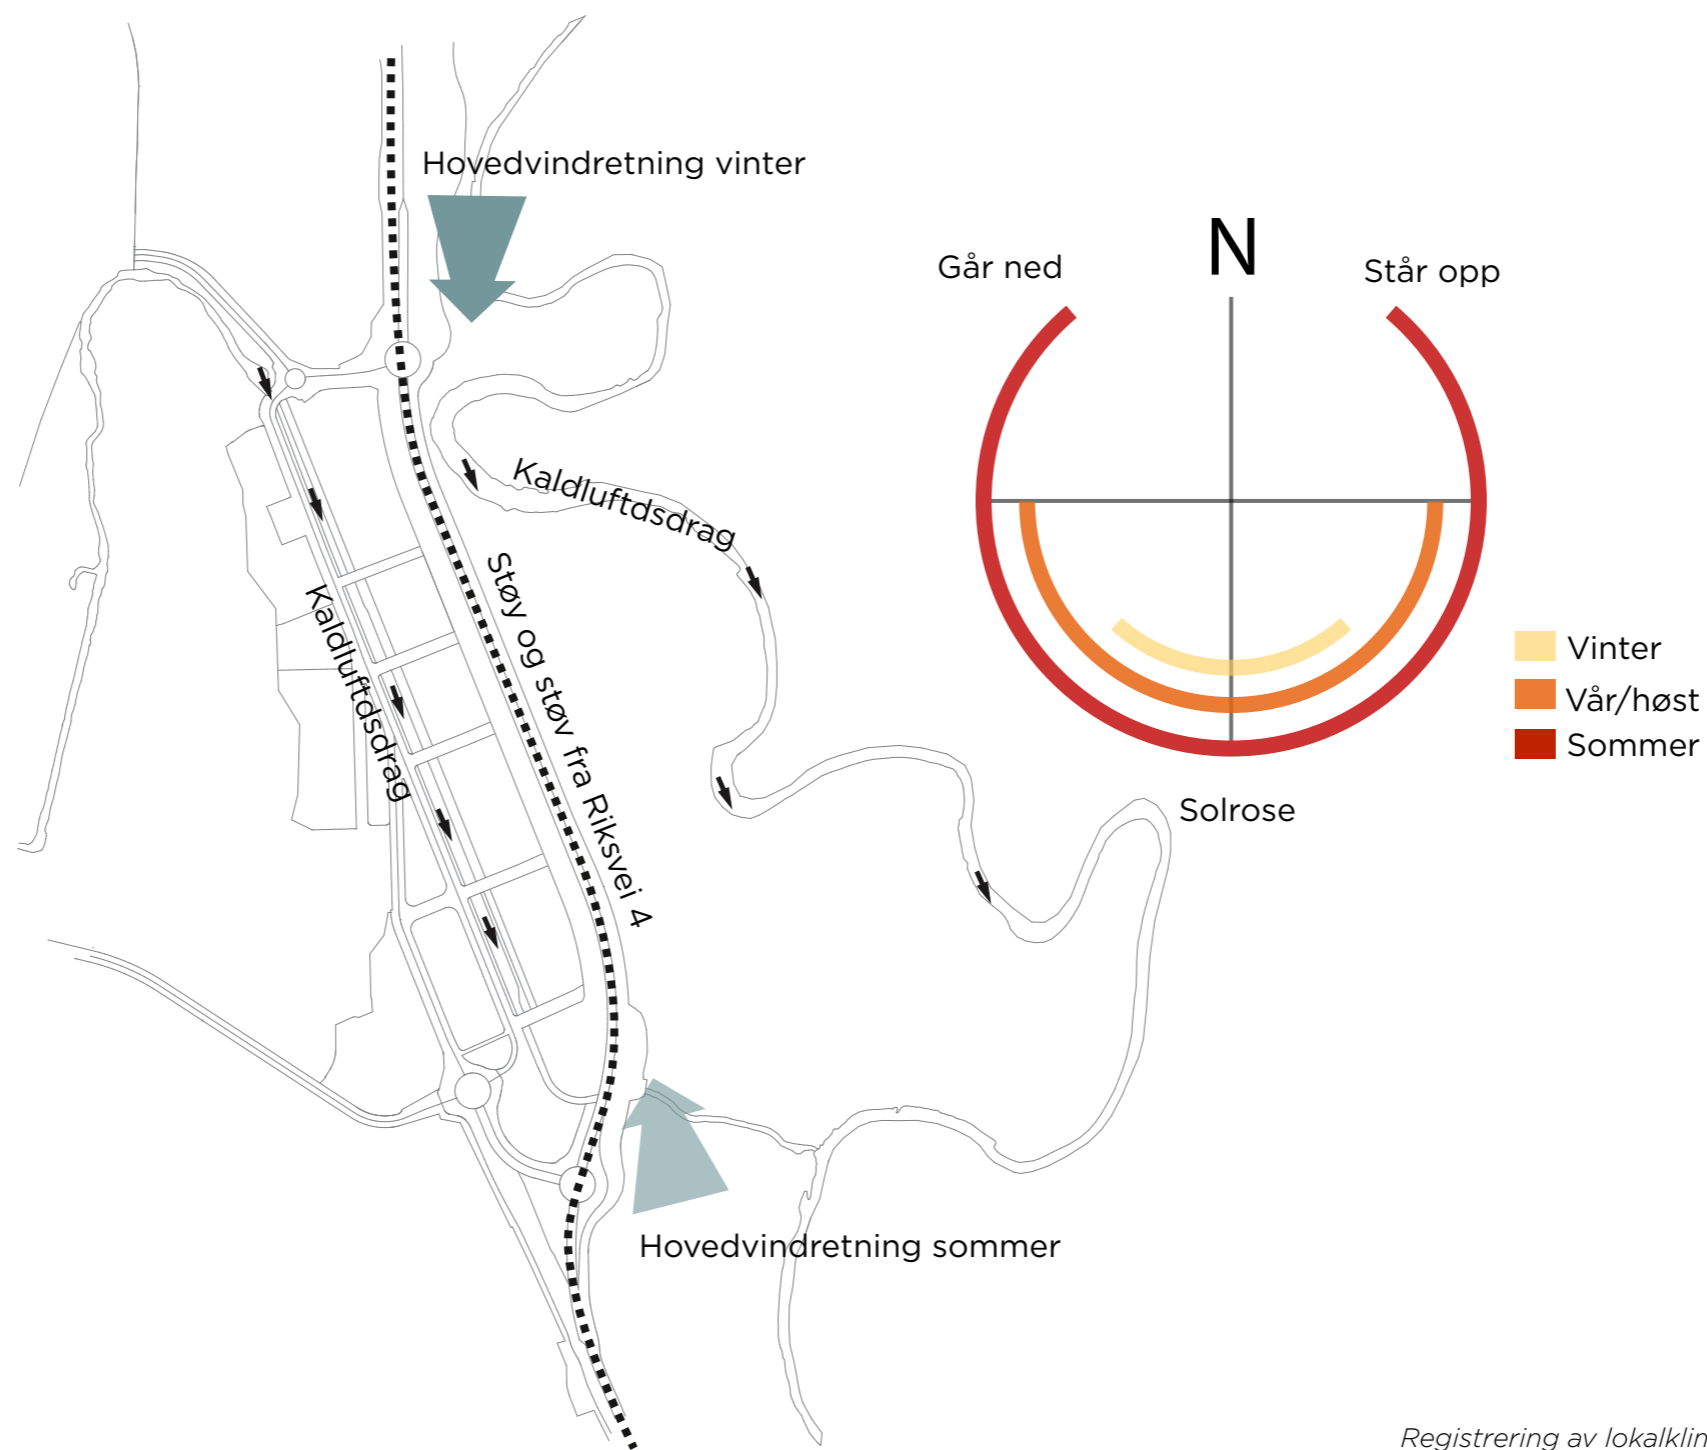 Hovedvindretning vinter
N
Går ned
Står opp
Kaldluftdsdrag
Støy og støv fra Riksvei 4
Kaldluftdsdrag
Vinter
Vår/høst
Sommer
Solrose
Hovedvindretning sommer
Registrering av